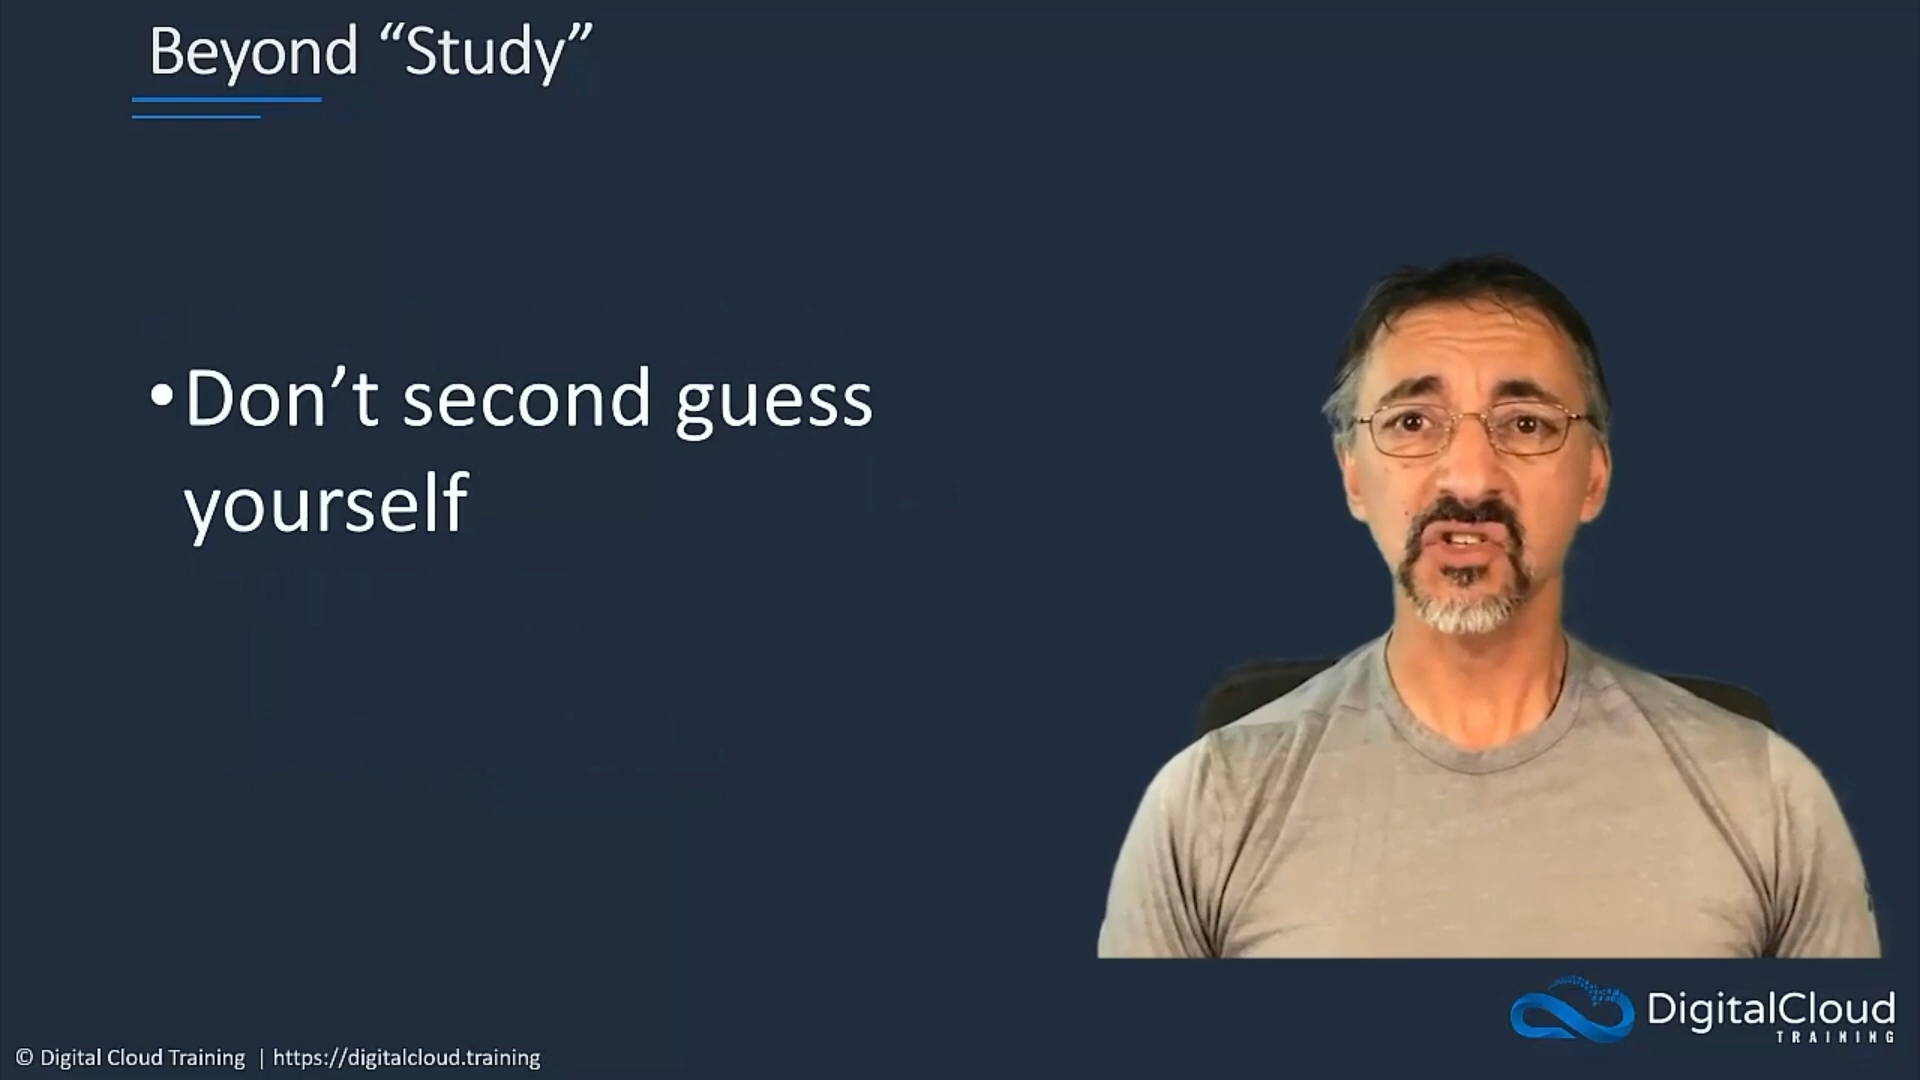 Beyond “Study”
•Don’t second guess
yourself
DigitalCloud
TRAINING
© Digital Cloud Training | https://digitalcloud.training